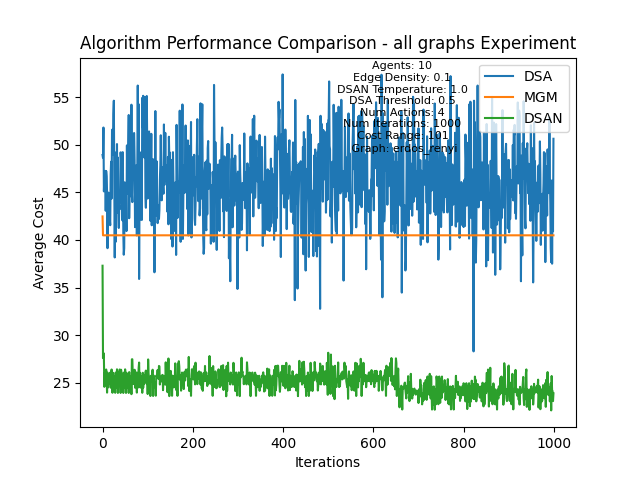 Algorithm Performance Comparison - all graphs Experiment
Agents: 10
Edge Density: 0.1
DSAN Temperature: 1.0
DSA Threshold: 0.5
Num Actions: 4
Num Iterations: 1000
Cost Range: 101
Graph: erdos_renyi
DSA
MGM
DSAN
55
50
45
40
35
30
25
Average Cost
0
200
400
600
800
1000
Iterations